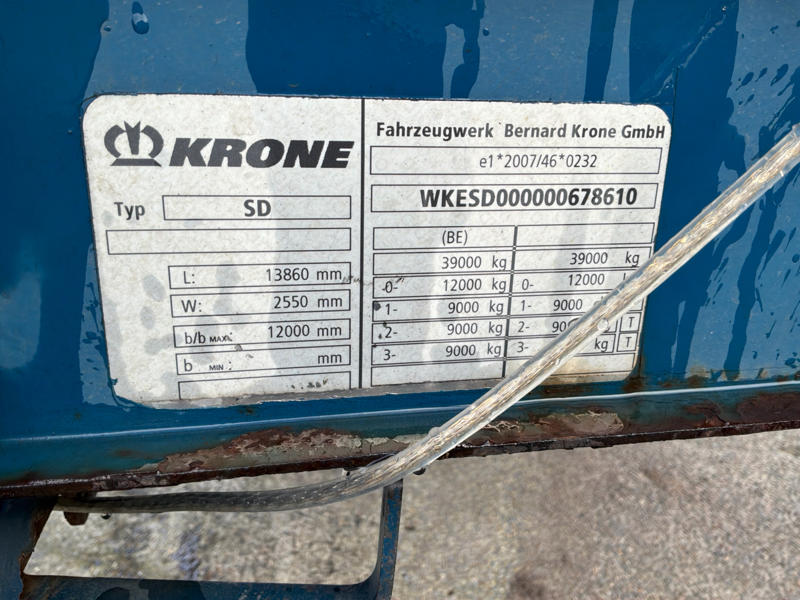 KRONE
Typ SD
L: 13860 mm
W: 2550 mm
b/b MAX.: 12000 mm
b MIN.: mm
Fahrzeugwerk Bernard Krone GmbH
e1*2007/46*0232
WKESD000000678610
(BE)
39000 kg 39000 kg
-0- 12000 kg 0- 12000
1- 9000 kg 1- 9000
2- 9000 kg 2- T
3- 9000 kg 3- kg T